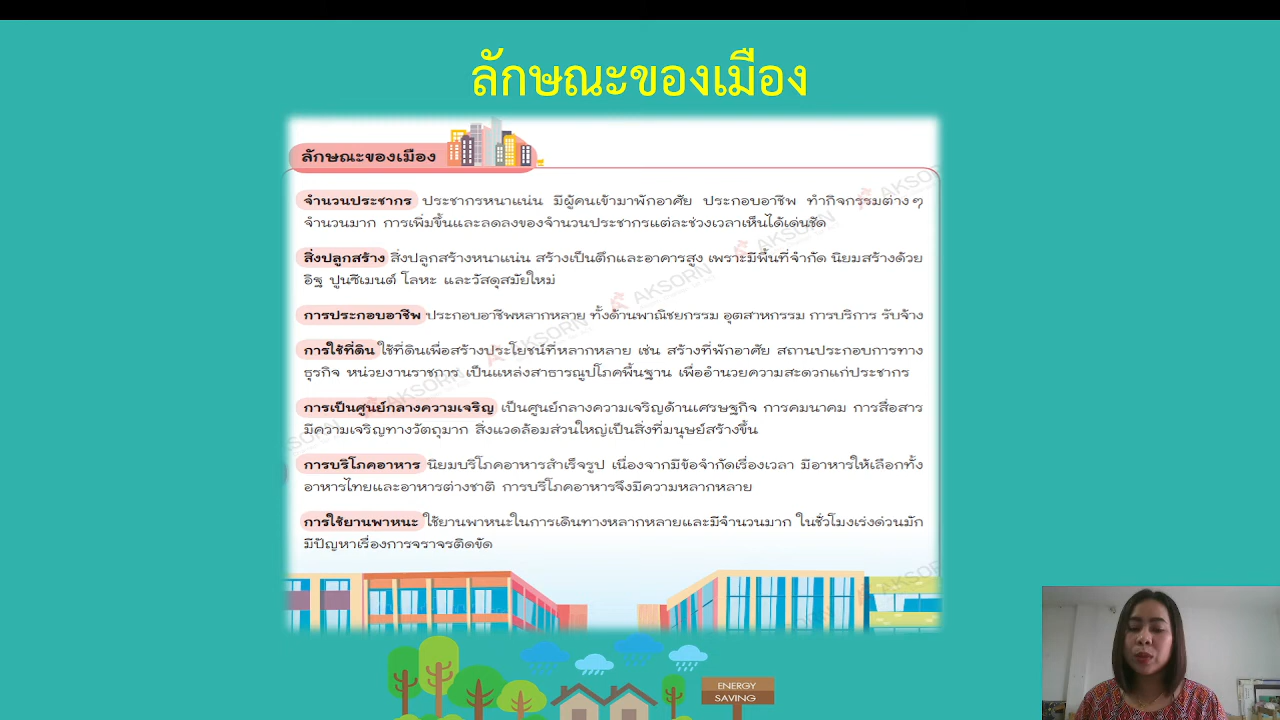 ลักษณะของเมือง
ลักษณะของเมือง
จำนวนประชากร ประชากรหนาแน่น มีผู้คนเข้ามาพักอาศัย ประกอบอาชีพ ทำกิจกรรมต่างๆ
จำนวนมาก การเพิ่มขึ้นและลดลงของจำนวนประชากรแต่ละช่วงเวลาเห็นได้เด่นชัด
สิ่งปลูกสร้าง สิ่งปลูกสร้างหนาแน่น สร้างเป็นตึกและอาคารสูง เพราะมีพื้นที่จำกัด นิยมสร้างด้วย
อิฐ ปูนซีเมนต์ โลหะ และวัสดุสมัยใหม่
การประกอบอาชีพ ประกอบอาชีพหลากหลาย ทั้งด้านพาณิชยกรรม อุตสาหกรรม การบริการ รับจ้าง
การใช้ที่ดิน ใช้ที่ดินเพื่อสร้างประโยชน์ที่หลากหลาย เช่น สร้างที่พักอาศัย สถานประกอบการทาง
ธุรกิจ หน่วยงานราชการ เป็นแหล่งสาธารณูปโภคพื้นฐาน เพื่ออำนวยความสะดวกแก่ประชากร
การเป็นศูนย์กลางความเจริญ เป็นศูนย์กลางความเจริญด้านเศรษฐกิจ การคมนาคม การสื่อสาร
มีความเจริญทางวัตถุมาก สิ่งแวดล้อมส่วนใหญ่เป็นสิ่งที่มนุษย์สร้างขึ้น
การบริโภคอาหาร นิยมบริโภคอาหารสำเร็จรูป เนื่องจากมีข้อจำกัดเรื่องเวลา มีอาหารให้เลือกทั้ง
อาหารไทยและอาหารต่างชาติ การบริโภคอาหารจึงมีความหลากหลาย
การใช้ยานพาหนะ ใช้ยานพาหนะในการเดินทางหลากหลายและมีจำนวนมาก ในชั่วโมงเร่งด่วนมัก
มีปัญหาเรื่องการจราจรติดขัด
AKSORN
AKSORN
AKSORN
AKSORN
AKSORN
ENERGY
SAVING